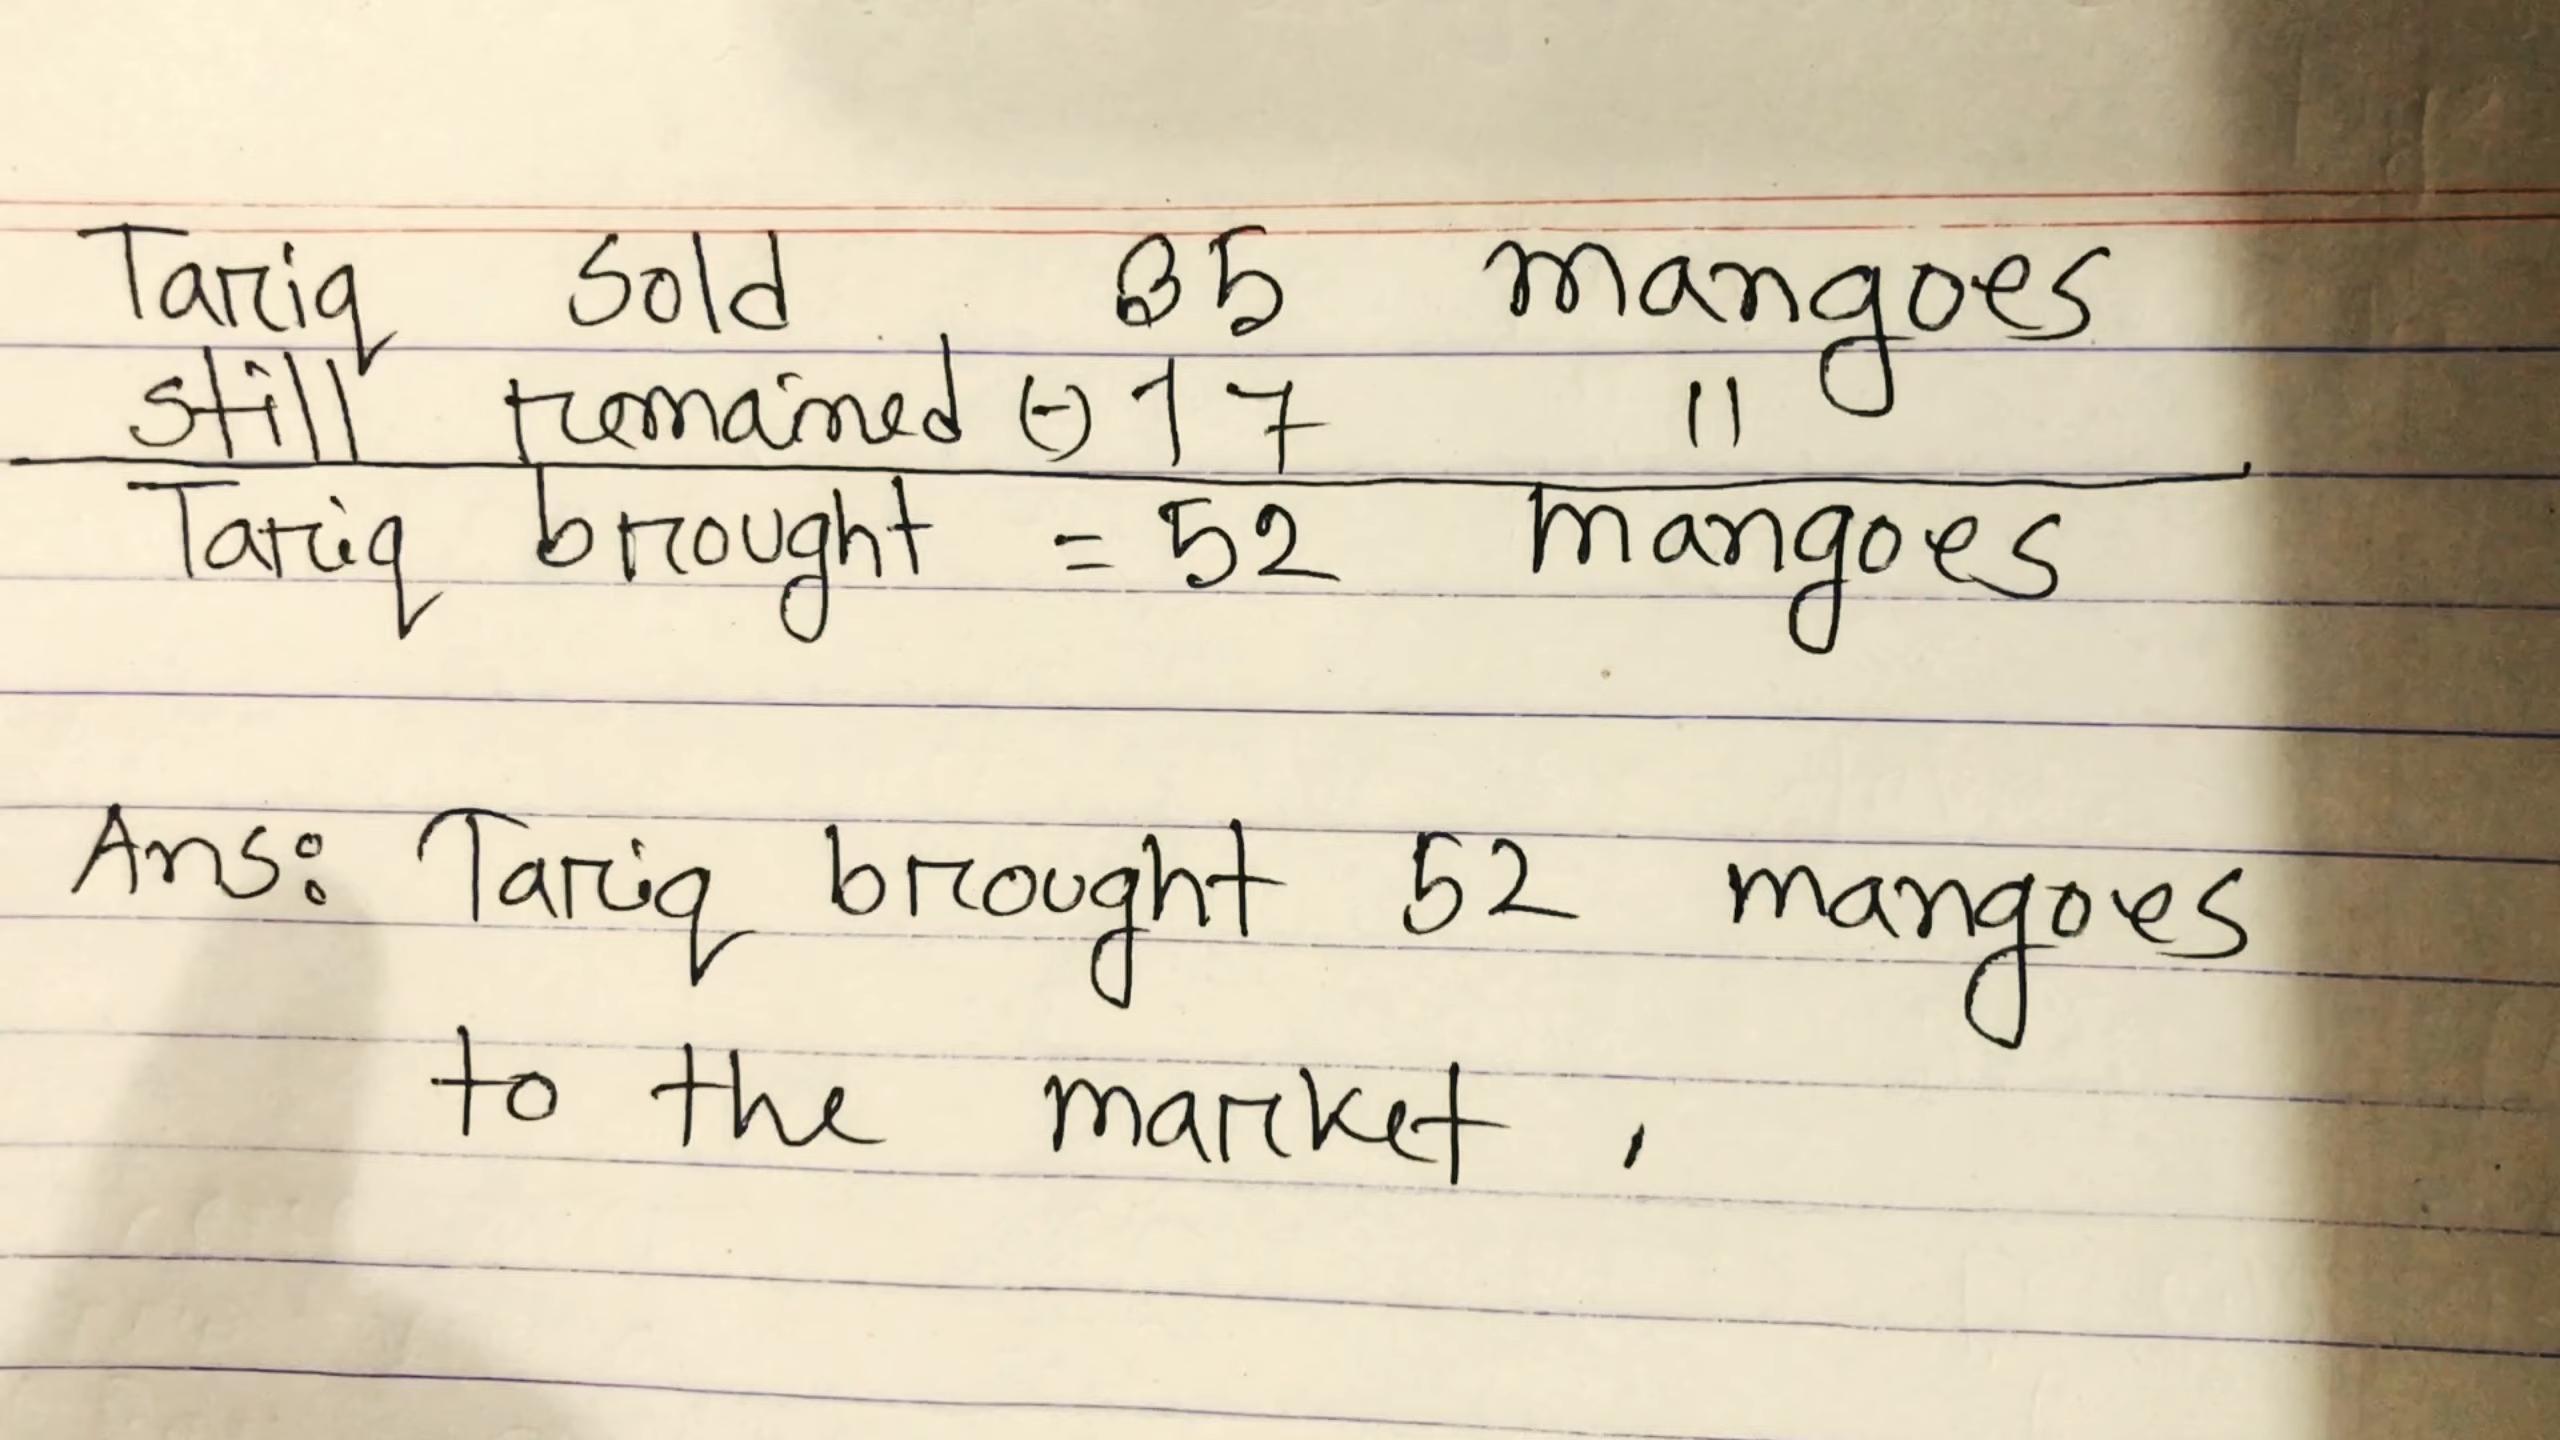 Tariq sold 35 mangoes
still remained (-) 17 "
Tariq brought = 52 mangoes
Ans: Tariq brought 52 mangoes
to the market.